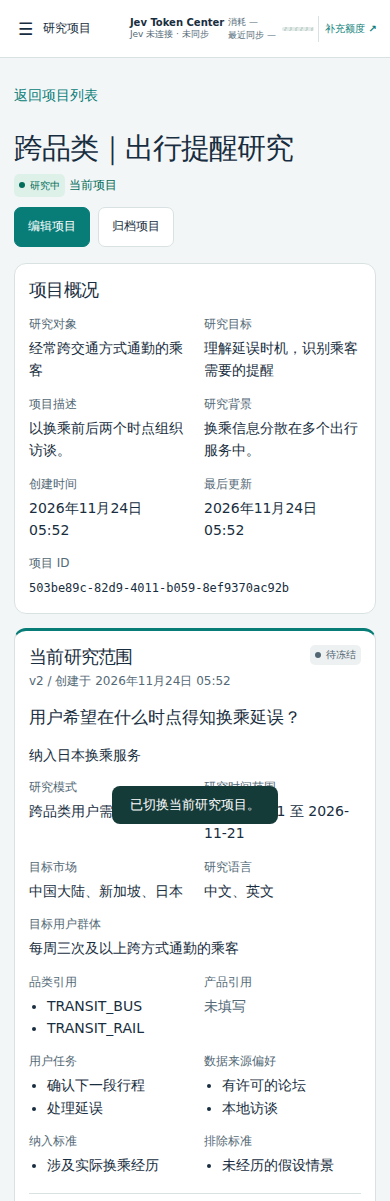 ☰ 研究项目
Jev Token Center 消耗 —
Jev 未连接 · 未同步 最近同步 —
补充额度 ↗
返回项目列表
跨品类｜出行提醒研究
研究中 当前项目
编辑项目 归档项目
项目概况
研究对象
经常跨交通方式通勤的乘
客
研究目标
理解延误时机，识别乘客
需要的提醒
项目描述
以换乘前后两个时点组织
访谈。
研究背景
换乘信息分散在多个出行
服务中。
创建时间
2026年11月24日
05:52
最后更新
2026年11月24日
05:52
项目 ID
503be89c-82d9-4011-b059-8ef9370ac92b
当前研究范围
待冻结
v2 / 创建于 2026年11月24日 05:52
用户希望在什么时点得知换乘延误？
纳入日本换乘服务
研究模式
跨品类用户需
研究时间范围
1 至 2026-
11-21
已切换当前研究项目。
目标市场
中国大陆、新加坡、日本
研究语言
中文、英文
目标用户群体
每周三次及以上跨方式通勤的乘客
品类引用
• TRANSIT_BUS
• TRANSIT_RAIL
产品引用
未填写
用户任务
• 确认下一段行程
• 处理延误
数据来源偏好
• 有许可的论坛
• 本地访谈
纳入标准
• 涉及实际换乘经历
排除标准
• 未经历的假设情景